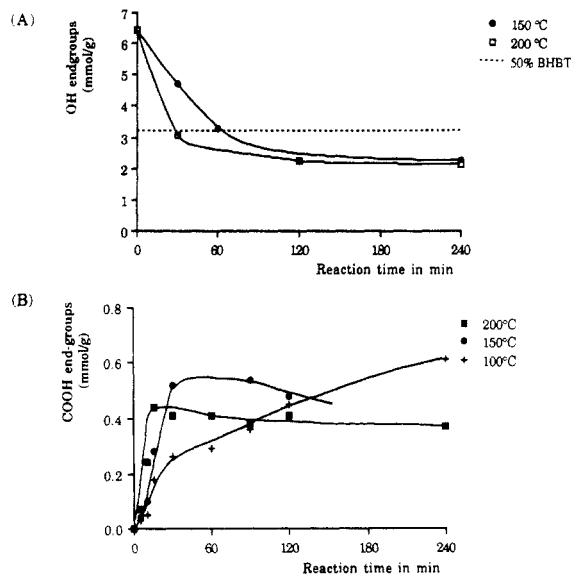 (A)
OH endgroups
(mmol/g)
7
6
5
4
3
2
1
0
0 60 120 180 240
Reaction time in min
150 °C
200 °C
50% BHBT
(B)
COOH end-groups
(mmol/g)
0.8
0.6
0.4
0.2
0.0
0 60 120 180 240
Reaction time in min
200°C
150°C
100°C